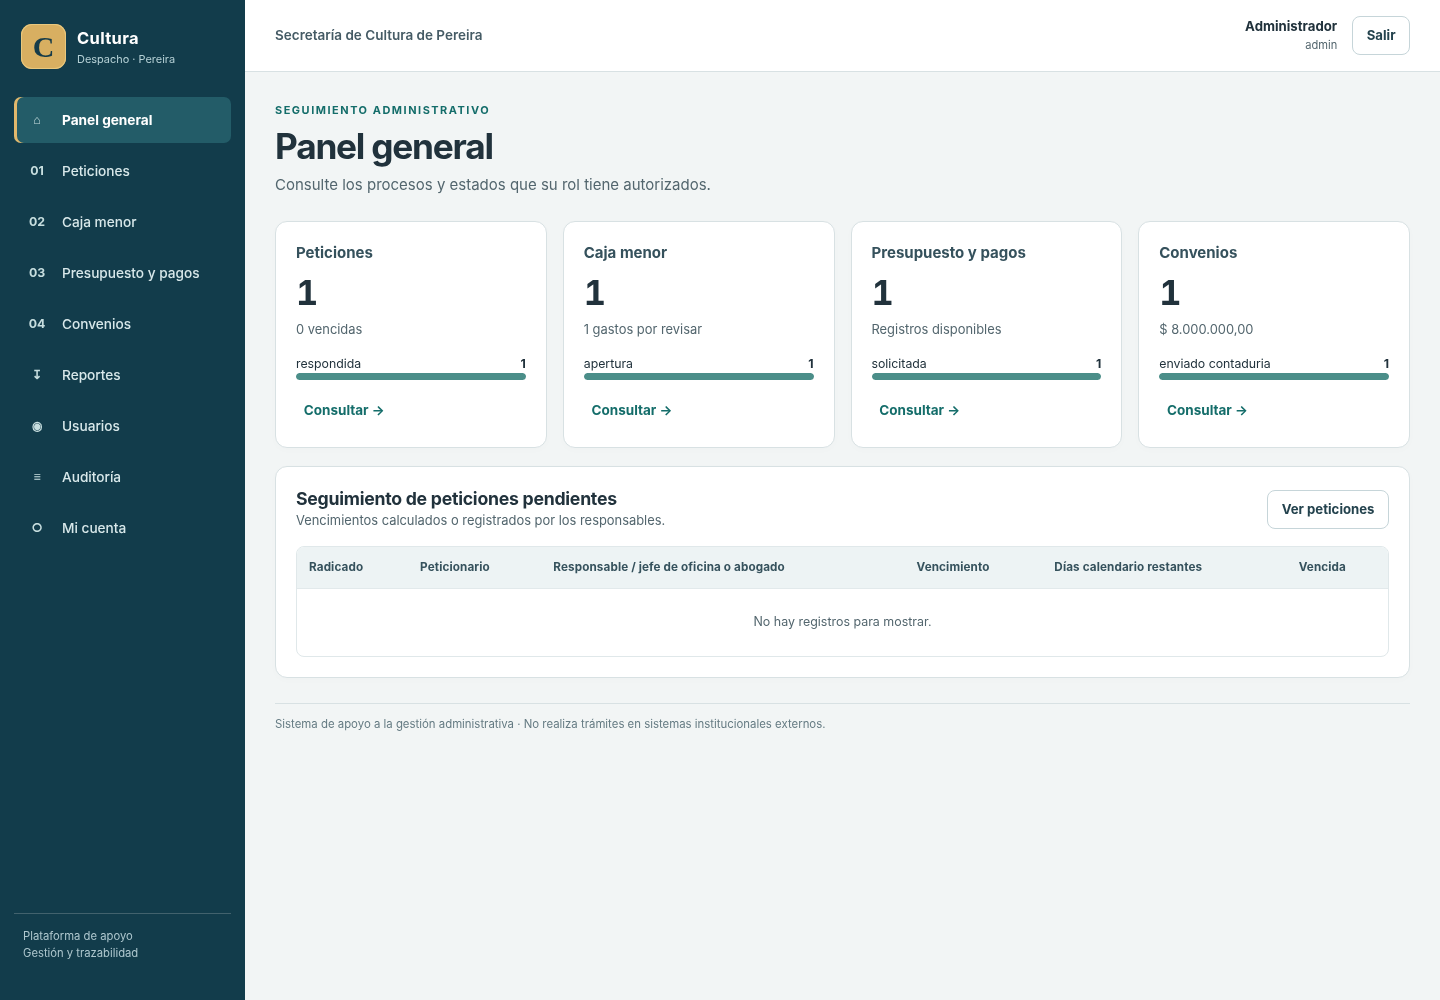 C
Cultura
Despacho · Pereira
⌂ Panel general
01 Peticiones
02 Caja menor
03 Presupuesto y pagos
04 Convenios
↧ Reportes
◉ Usuarios
≡ Auditoría
○ Mi cuenta
Plataforma de apoyo
Gestión y trazabilidad
Secretaría de Cultura de Pereira
Administrador
admin
Salir
SEGUIMIENTO ADMINISTRATIVO
Panel general
Consulte los procesos y estados que su rol tiene autorizados.
Peticiones
1
0 vencidas
respondida 1
Consultar →
Caja menor
1
1 gastos por revisar
apertura 1
Consultar →
Presupuesto y pagos
1
Registros disponibles
solicitada 1
Consultar →
Convenios
1
$ 8.000.000,00
enviado contaduria 1
Consultar →
Seguimiento de peticiones pendientes
Vencimientos calculados o registrados por los responsables.
Ver peticiones
Radicado Peticionario Responsable / jefe de oficina o abogado Vencimiento Días calendario restantes Vencida
No hay registros para mostrar.
Sistema de apoyo a la gestión administrativa · No realiza trámites en sistemas institucionales externos.